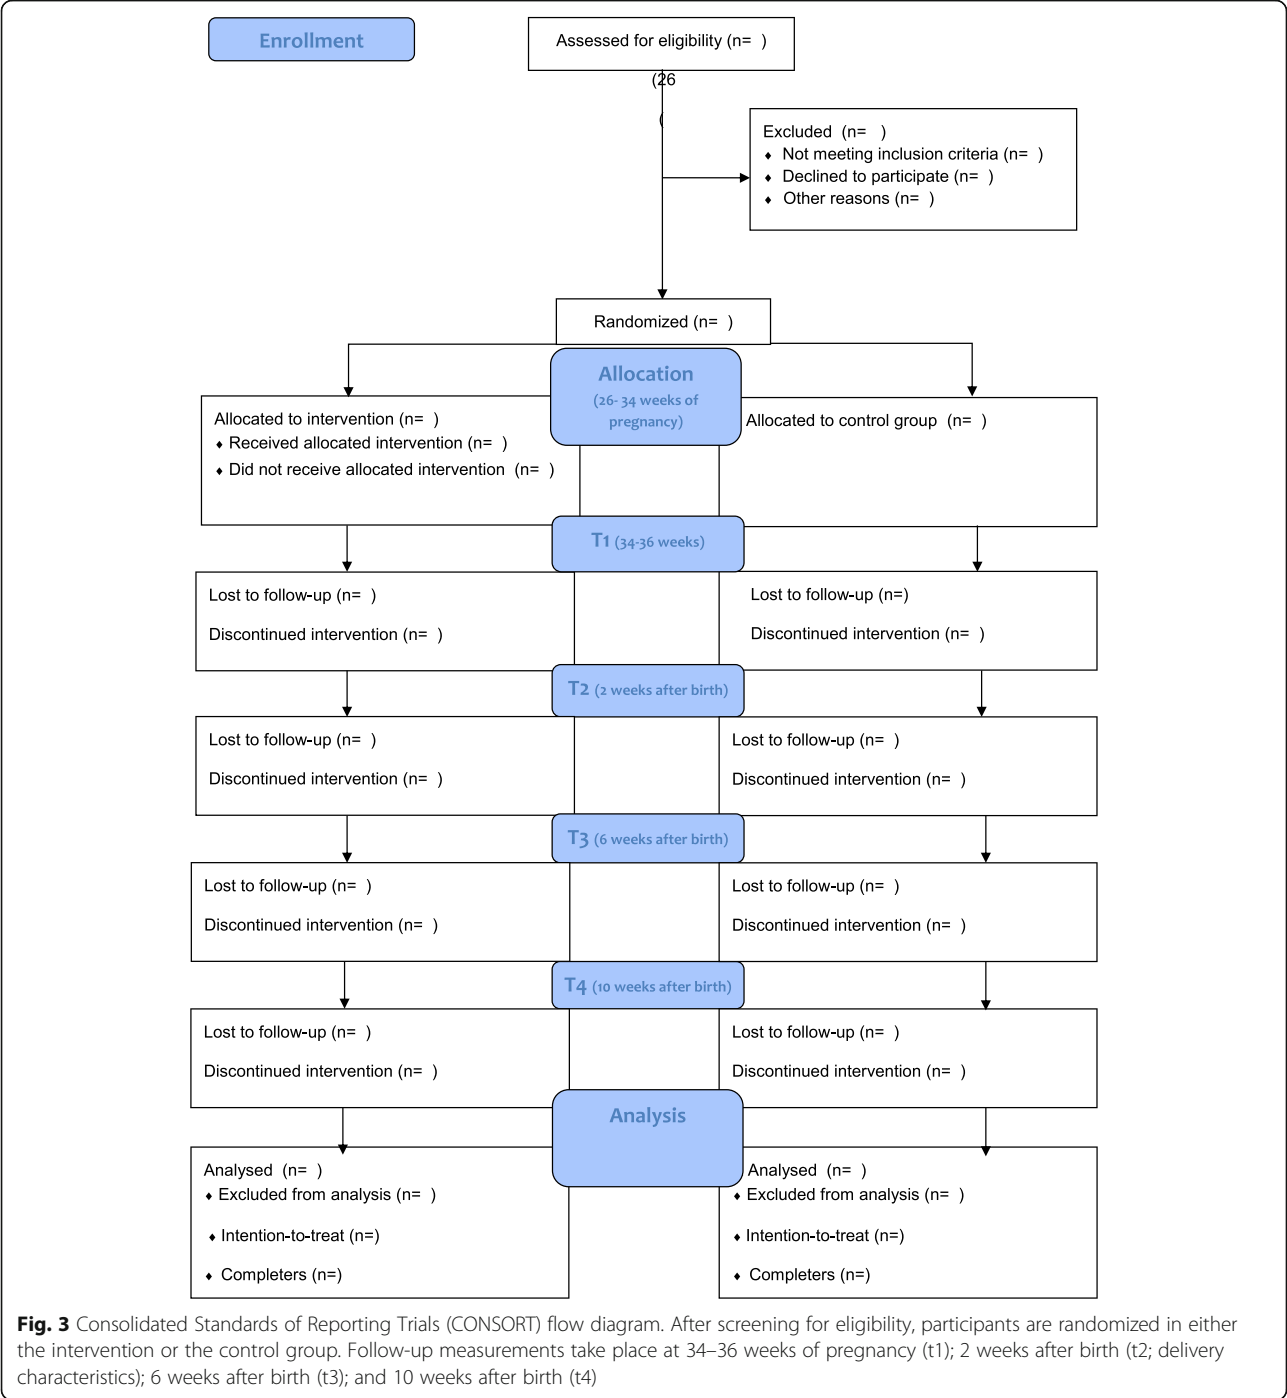 Enrollment
Assessed for eligibility (n=  )
(26
(
Excluded  (n=   )
♦ Not meeting inclusion criteria (n=  )
♦ Declined to participate (n=  )
♦ Other reasons (n=  )
Randomized (n=  )
Allocation
(26- 34 weeks of
pregnancy)
Allocated to intervention (n=  )
♦ Received allocated intervention (n=  )
♦ Did not receive allocated intervention  (n=  )
Allocated to control group  (n=  )
T1 (34-36 weeks)
Lost to follow-up (n=  )
Discontinued intervention (n=  )
Lost to follow-up (n=)
Discontinued intervention (n=  )
T2 (2 weeks after birth)
Lost to follow-up (n=  )
Discontinued intervention (n=  )
Lost to follow-up (n=  )
Discontinued intervention (n=  )
T3 (6 weeks after birth)
Lost to follow-up (n=  )
Discontinued intervention (n=  )
Lost to follow-up (n=  )
Discontinued intervention (n=  )
T4 (10 weeks after birth)
Lost to follow-up (n=  )
Discontinued intervention (n=  )
Lost to follow-up (n=  )
Discontinued intervention (n=  )
Analysis
Analysed  (n=  )
♦ Excluded from analysis (n=  )
♦ Intention-to-treat (n=)
♦ Completers (n=)
Analysed  (n=  )
♦ Excluded from analysis (n=  )
♦ Intention-to-treat (n=)
♦ Completers (n=)
Fig. 3 Consolidated Standards of Reporting Trials (CONSORT) flow diagram. After screening for eligibility, participants are randomized in either
the intervention or the control group. Follow-up measurements take place at 34–36 weeks of pregnancy (t1); 2 weeks after birth (t2; delivery
characteristics); 6 weeks after birth (t3); and 10 weeks after birth (t4)